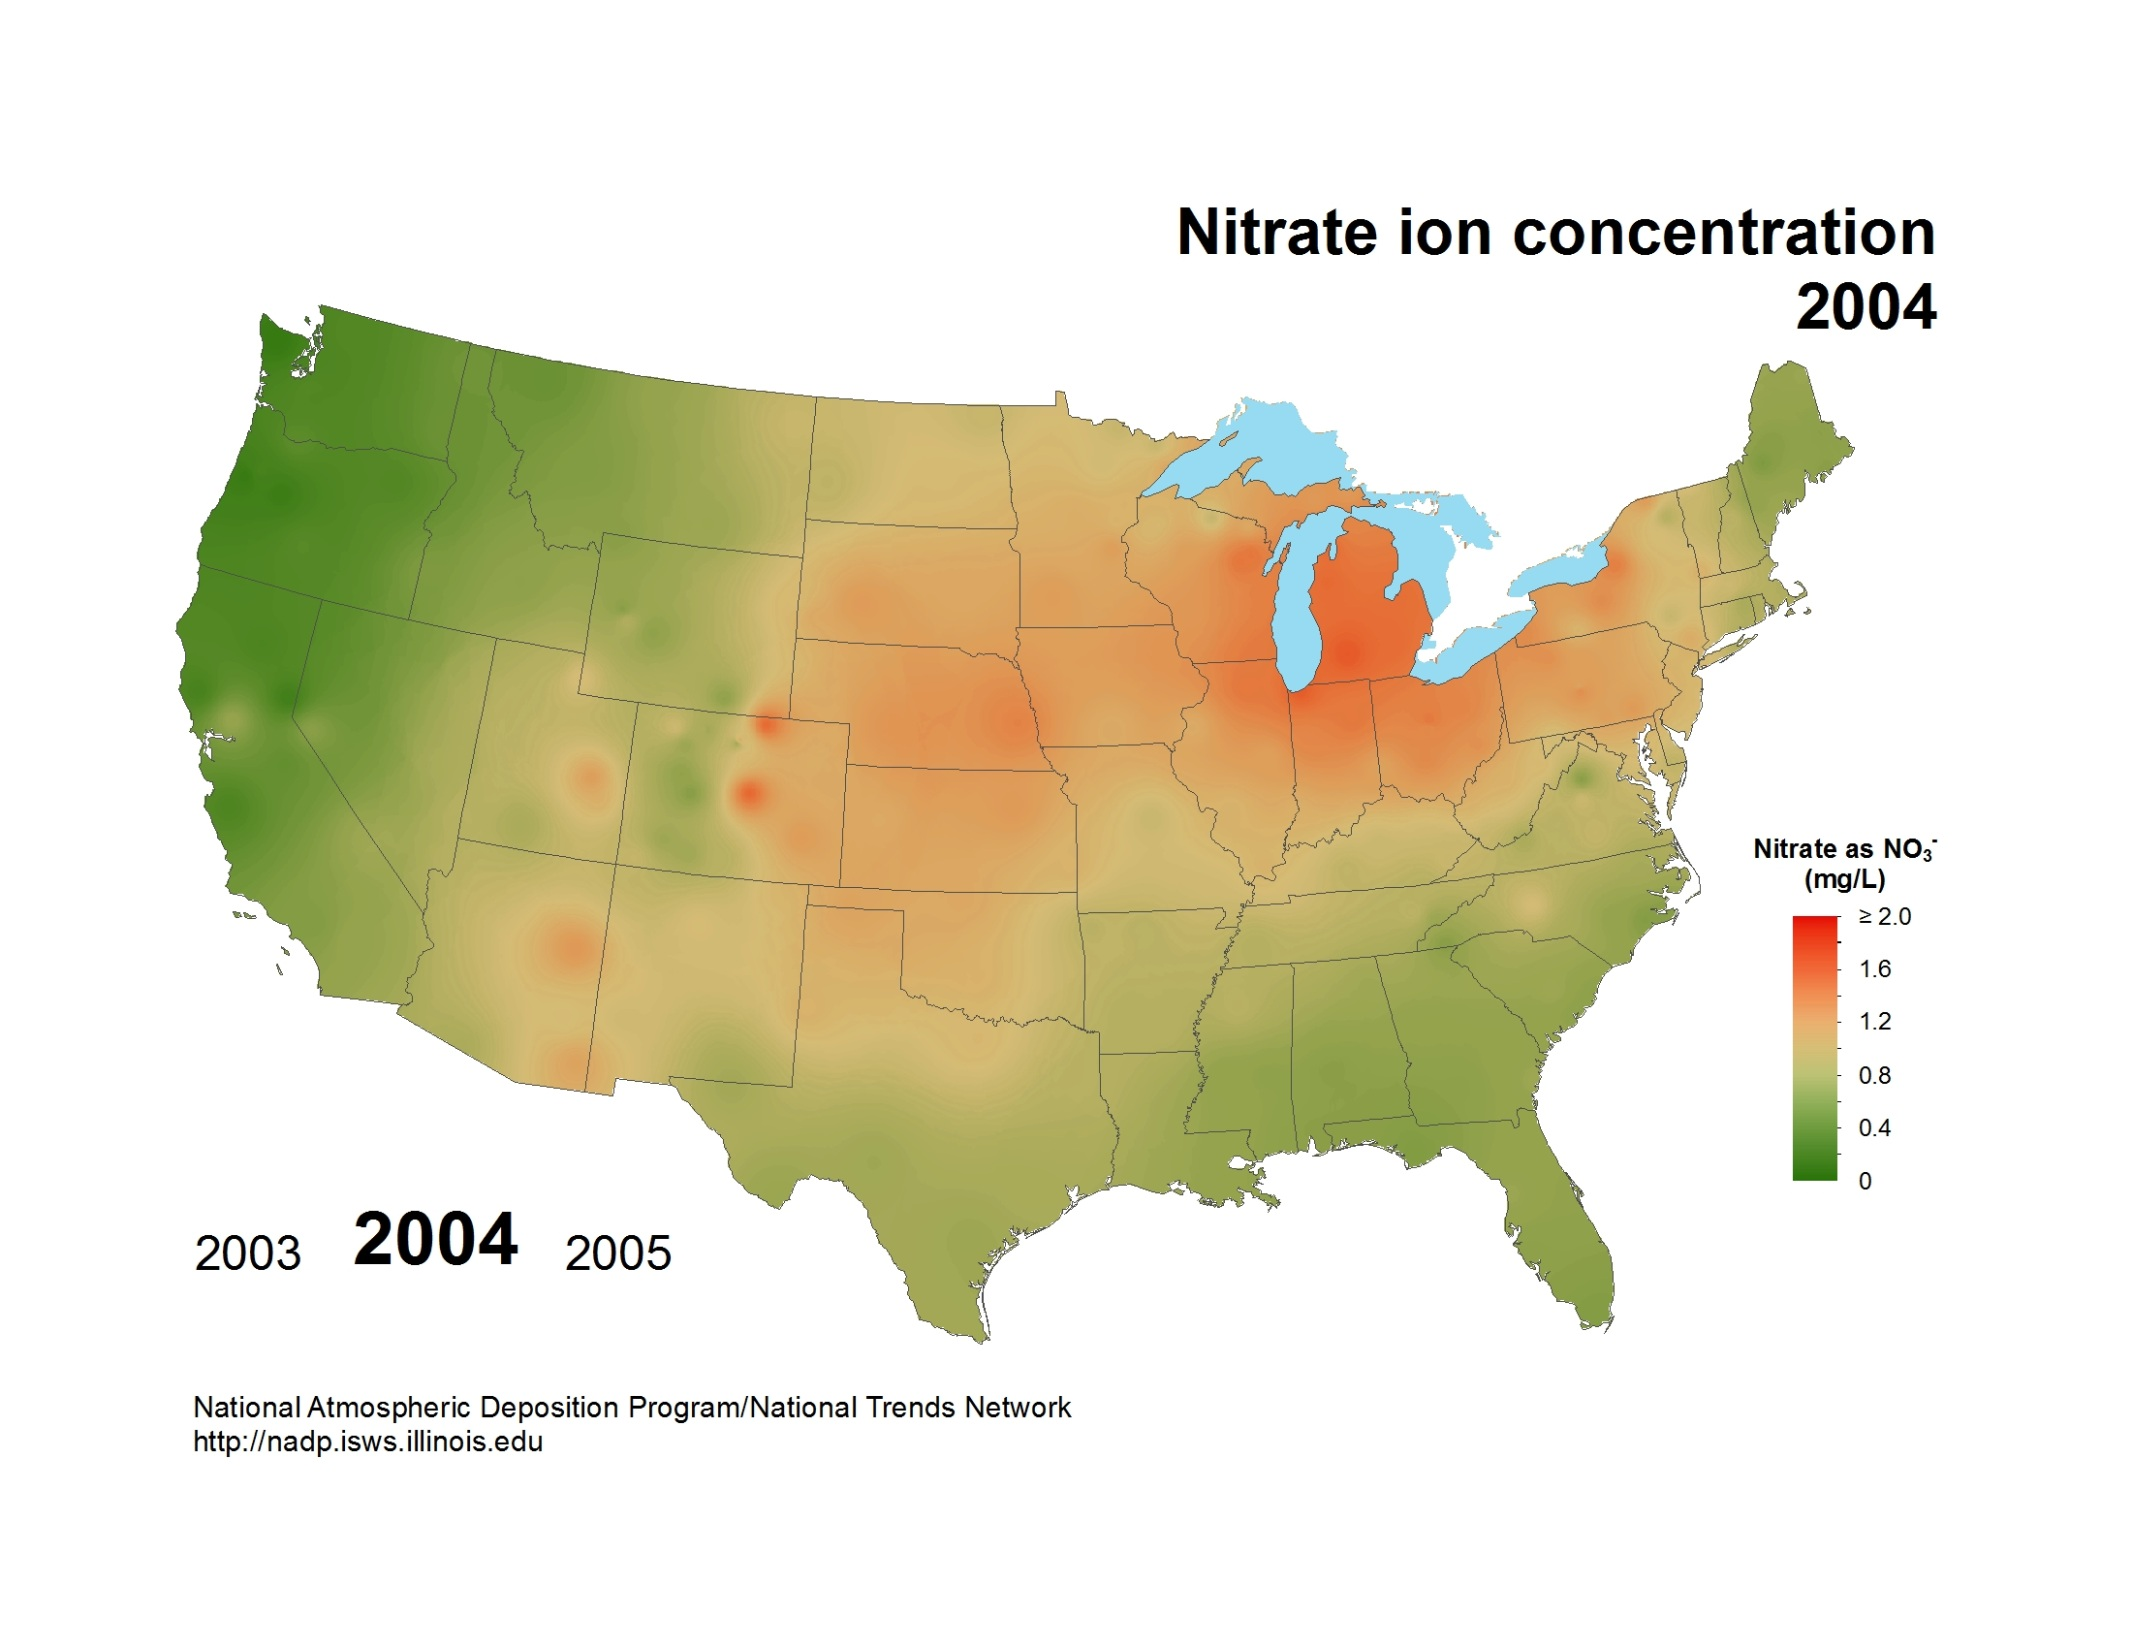 Nitrate ion concentration
2004
Nitrate as NO₃⁻
(mg/L)
≥ 2.0
1.6
1.2
0.8
0.4
0
2003 2004 2005
National Atmospheric Deposition Program/National Trends Network
http://nadp.isws.illinois.edu